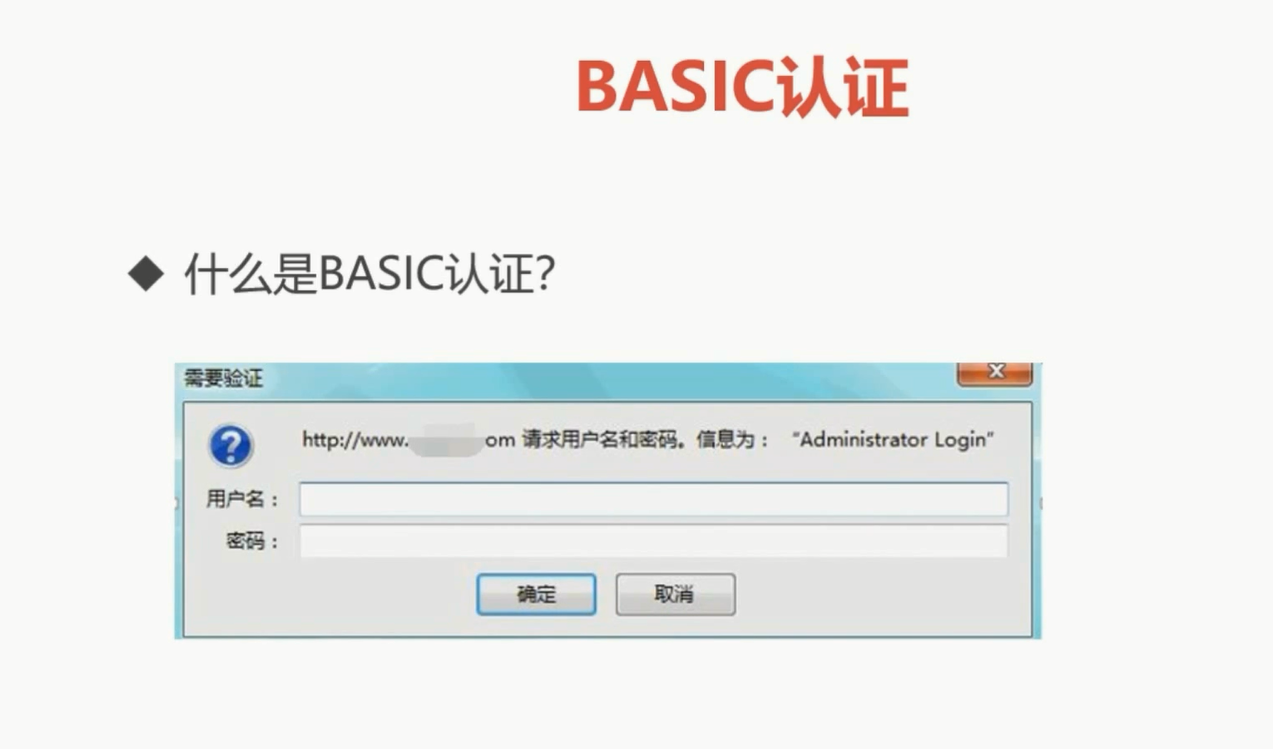 BASIC认证
◆ 什么是BASIC认证?
需要验证
http://www. om 请求用户名和密码。信息为： “Administrator Login”
用户名：
密码：
确定 取消